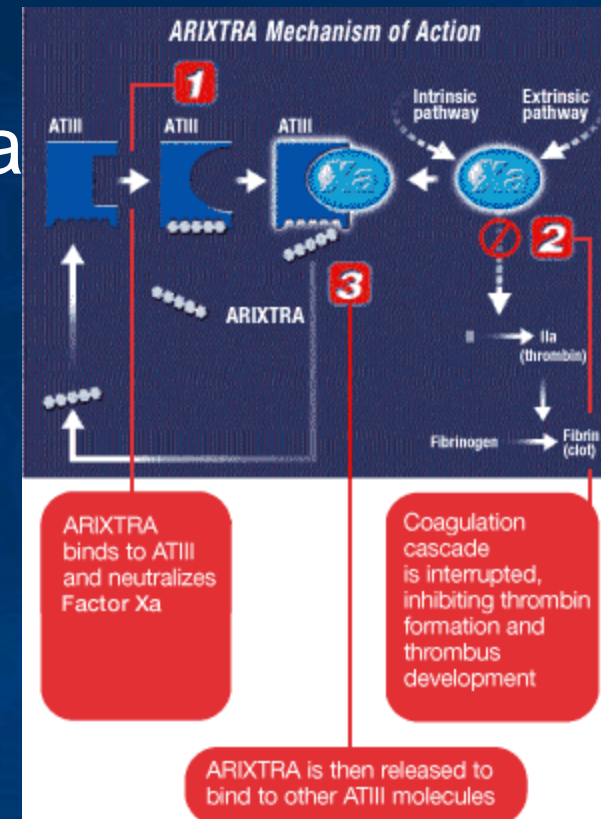 ARIXTRA Mechanism of Action
a
1
Intrinsic pathway
Extrinsic pathway
ATIII
ATIII
ATIII
Xa
Xa
2
3
ARIXTRA
II
IIa
(thrombin)
Fibrinogen
Fibrin
(clot)
ARIXTRA
binds to ATIII
and neutralizes
Factor Xa
Coagulation
cascade
is interrupted,
inhibiting thrombin
formation and
thrombus
development
ARIXTRA is then released to
bind to other ATIII molecules